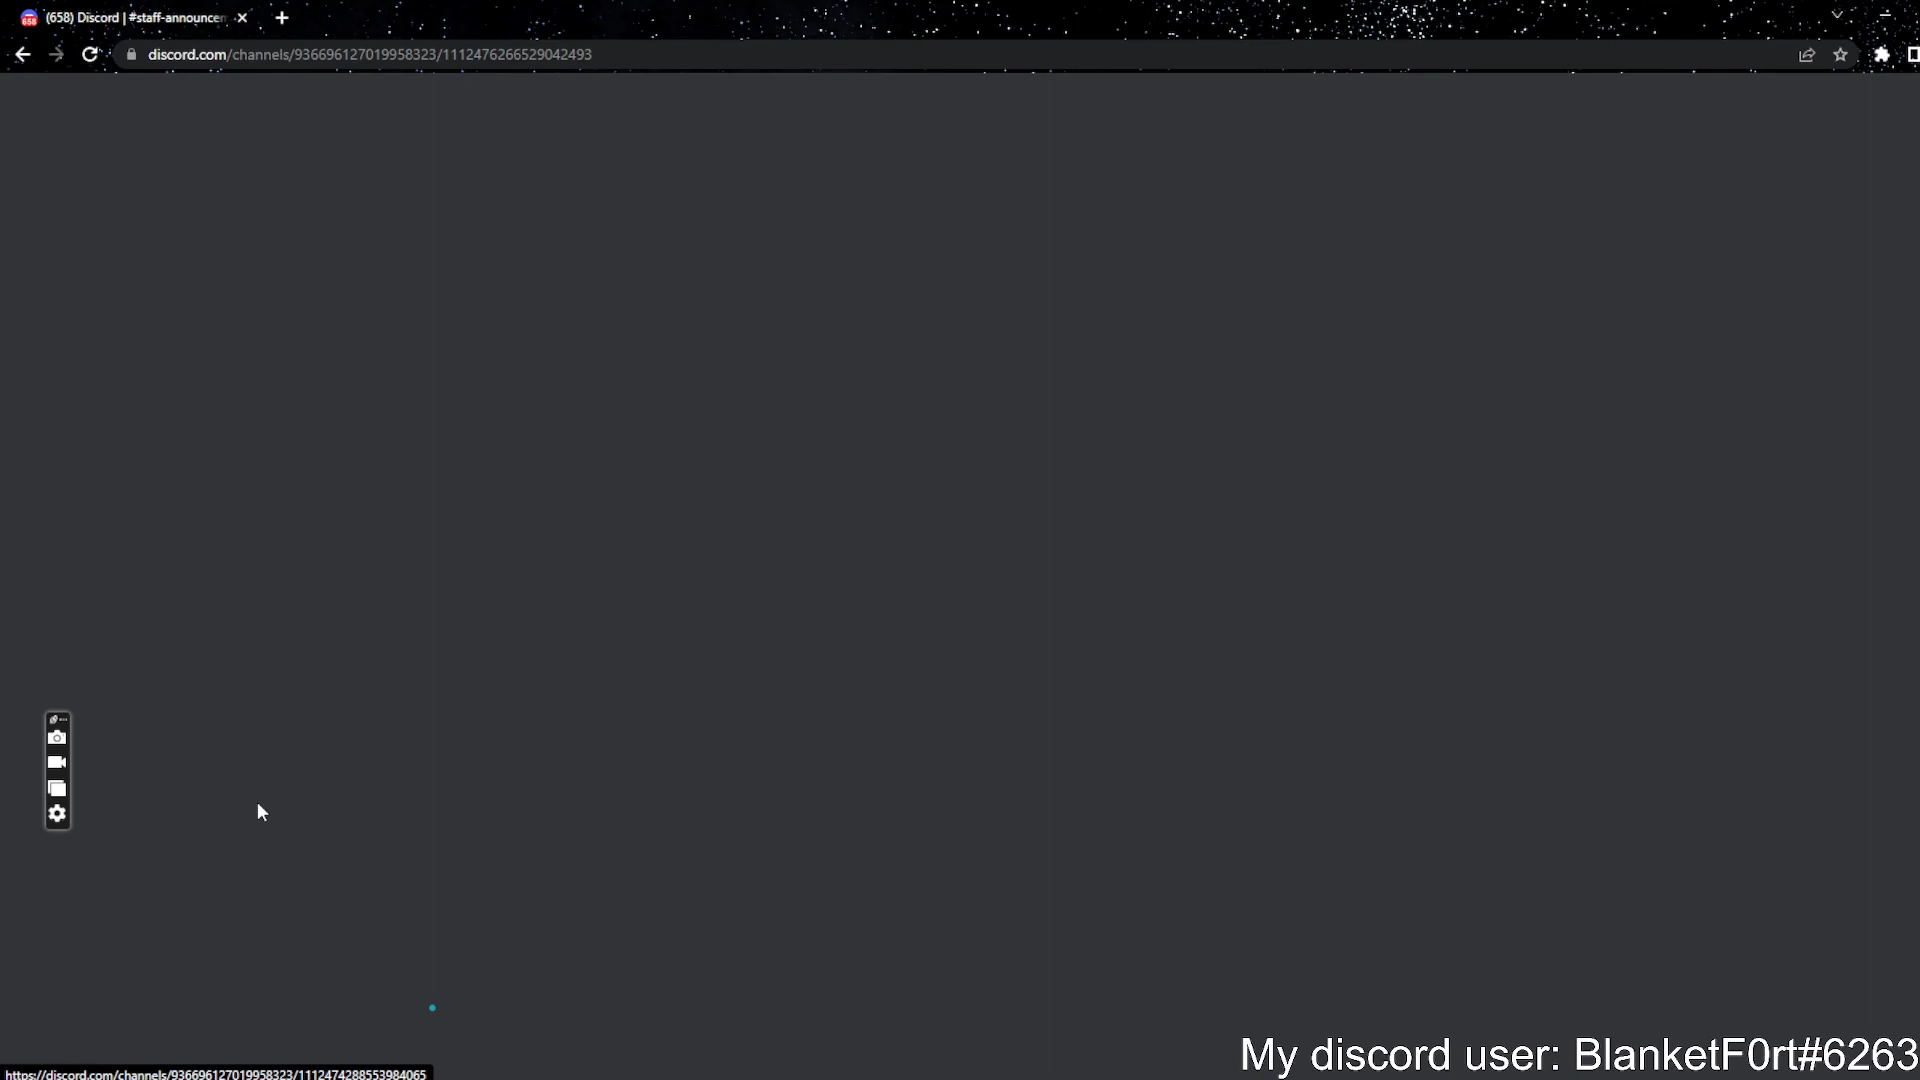 (658) Discord | #staff-announcen
discord.com/channels/936696127019958323/1112476266529042493
https://discord.com/channels/936696127019958323/1112474288553984065
My discord user: BlanketF0rt#6263